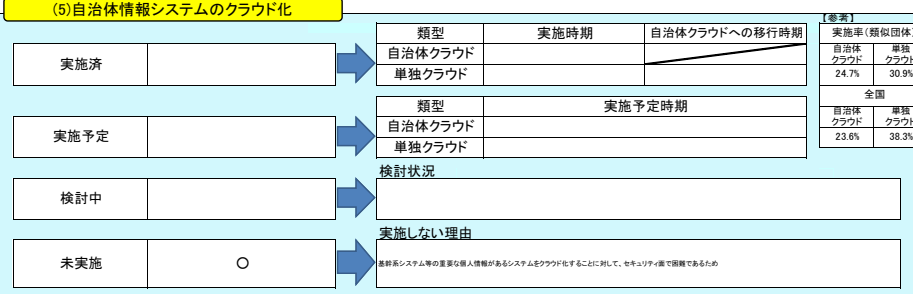 (5)自治体情報システムのクラウド化
【参考】
類型 実施時期 自治体クラウドへの移行時期
実施率(類似団体)
実施済
自治体クラウド
自治体
クラウド
単独
クラウド
単独クラウド
24.7% 30.9%
全国
類型 実施予定時期
自治体
クラウド
単独
クラウド
実施予定
自治体クラウド
23.6% 38.3%
単独クラウド
検討状況
検討中
実施しない理由
未実施 ○
基幹系システム等の重要な個人情報があるシステムをクラウド化することに対して、セキュリティ面で困難であるため